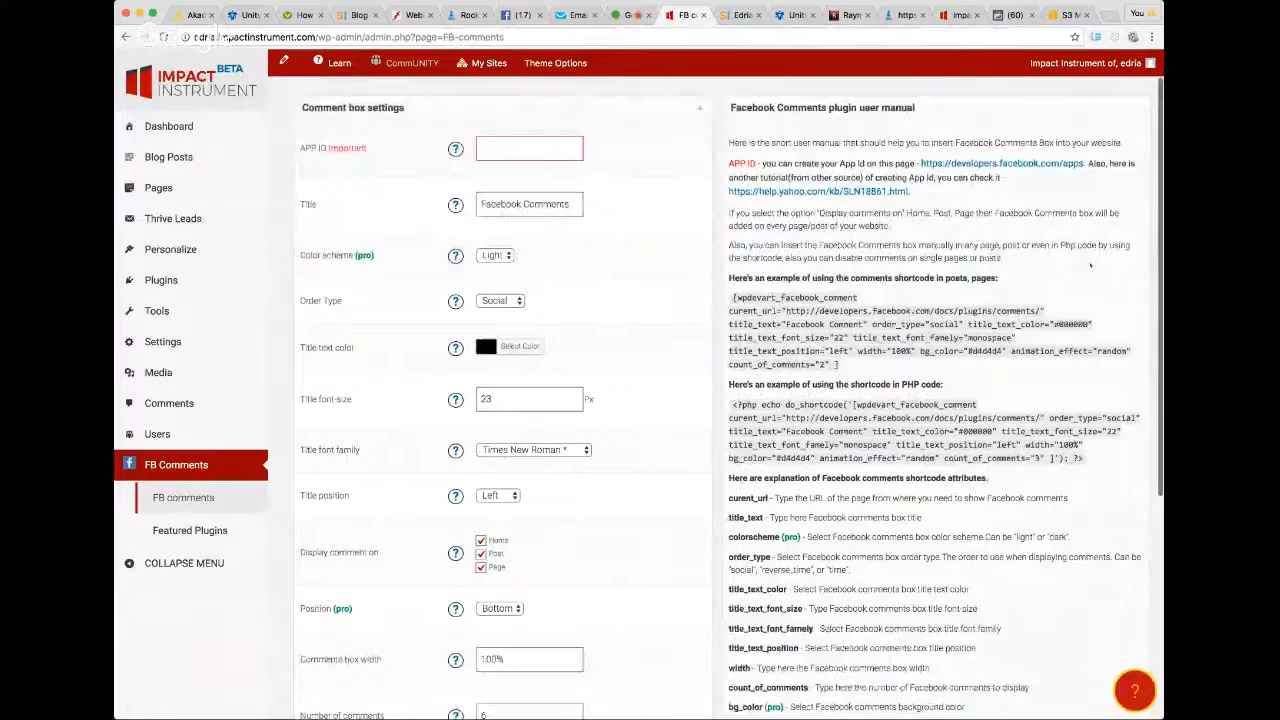 Akac
Unity
How
Blog
Web
Rock
(17)
Emai
G
FB c
Edria
Unity
Rayn
https
Impa
(60)
S3 M
You
impactinstrument.com/wp-admin/admin.php?page=FB-comments
IMPACT BETA
INSTRUMENT
Learn
CommUNITY
My Sites
Theme Options
Impact Instrument of, edria
Dashboard
Blog Posts
Pages
Thrive Leads
Personalize
Plugins
Tools
Settings
Media
Comments
Users
FB Comments
FB comments
Featured Plugins
COLLAPSE MENU
Comment box settings
APP ID Important ?
Title ? Facebook Comments
Color scheme (pro) ? Light
Order Type ? Social
Title text color ? Select Color
Title font-size ? 23 Px
Title font family ? Times New Roman *
Title position ? Left
Display comment on ? Home
Post
Page
Position (pro) ? Bottom
Comments box width ? 100%
Number of comments 6
Facebook Comments plugin user manual
Here is the short user manual that should help you to insert Facebook Comments Box into your website.
APP ID - you can create your App Id on this page - https://developers.facebook.com/apps. Also, here is
another tutorial(from other source) of creating App Id, you can check it -
https://help.yahoo.com/kb/SLN18861.html.
If you select the option "Display comments on" Home, Post, Page then Facebook Comments box will be
added on every page/post of your website.
Also, you can insert the Facebook Comments box manually in any page, post or even in Php code by using
the shortcode, also you can disable comments on single pages or posts.
Here's an example of using the comments shortcode in posts, pages:
[wpdevart_facebook_comment
curent_url="http://developers.facebook.com/docs/plugins/comments/"
title_text="Facebook Comment" order_type="social" title_text_color="#000000"
title_text_font_size="22" title_text_font_famely="monospace"
title_text_position="left" width="100%" bg_color="#d4d4d4" animation_effect="random"
count_of_comments="2" ]
Here's an example of using the shortcode in PHP code:
<?php echo do_shortcode('[wpdevart_facebook_comment
curent_url="http://developers.facebook.com/docs/plugins/comments/" order_type="social"
title_text="Facebook Comment" title_text_color="#000000" title_text_font_size="22"
title_text_font_famely="monospace" title_text_position="left" width="100%"
bg_color="#d4d4d4" animation_effect="random" count_of_comments="3" ]'); ?>
Here are explanation of Facebook comments shortcode attributes.
curent_url - Type the URL of the page from where you need to show Facebook comments
title_text - Type here Facebook comments box title
colorscheme (pro) - Select Facebook comments box color scheme.Can be "light" or "dark".
order_type - Select Facebook comments box order type.The order to use when displaying comments. Can be
"social", "reverse_time", or "time".
title_text_color - Select Facebook comments box title text color
title_text_font_size - Type Facebook comments box title font-size
title_text_font_famely - Select Facebook comments box title font family
title_text_position - Select Facebook comments box title position
width - Type here the Facebook comments box width
count_of_comments - Type here the number of Facebook comments to display
bg_color (pro) - Select Facebook comments background color
?